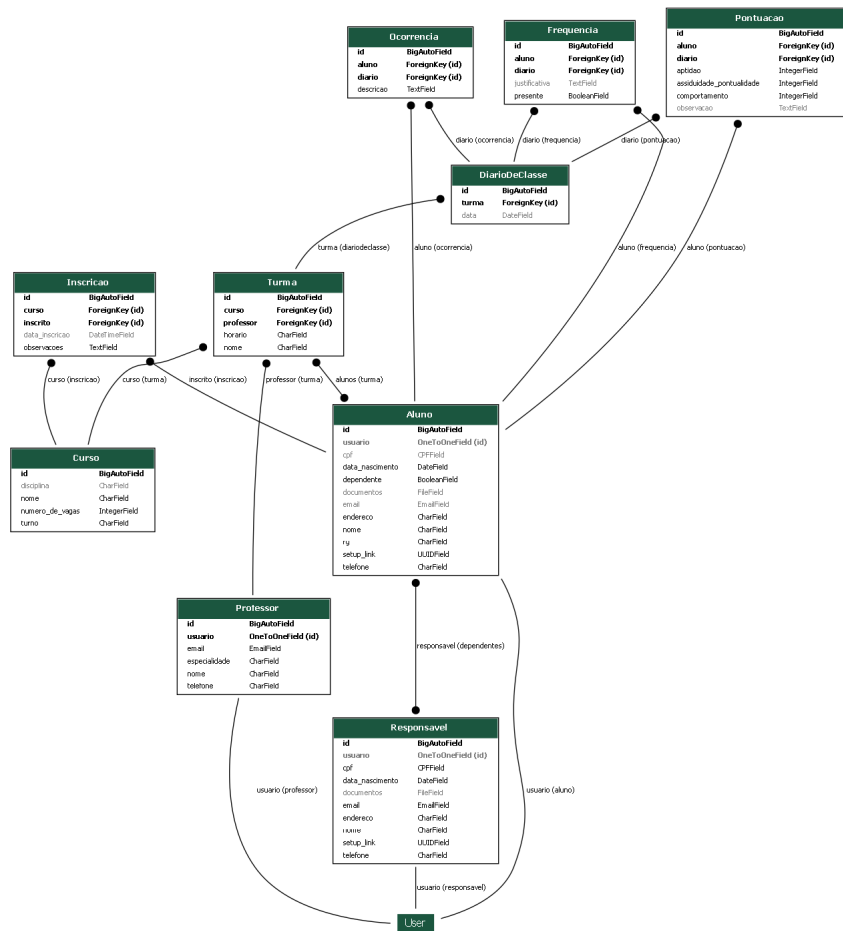 Ocorrencia
id BigAutoField
aluno ForeignKey (id)
diario ForeignKey (id)
descricao TextField
Frequencia
id BigAutoField
aluno ForeignKey (id)
diario ForeignKey (id)
justificativa TextField
presente BooleanField
Pontuacao
id BigAutoField
aluno ForeignKey (id)
diario ForeignKey (id)
aptidao IntegerField
assiduidade_pontualidade IntegerField
comportamento IntegerField
observacao TextField
diario (ocorrencia)
diario (frequencia)
diario (pontuacao)
DiarioDeClasse
id BigAutoField
turma ForeignKey (id)
data DateField
turma (diariodeclasse)
aluno (ocorrencia)
aluno (frequencia)
aluno (pontuacao)
Inscricao
id BigAutoField
curso ForeignKey (id)
inscrito ForeignKey (id)
data_inscricao DateTimeField
observacoes TextField
Turma
id BigAutoField
curso ForeignKey (id)
professor ForeignKey (id)
horario CharField
nome CharField
curso (inscricao)
curso (turma)
inscrito (inscricao)
professor (turma)
alunos (turma)
Curso
id BigAutoField
disciplina CharField
nome CharField
numero_de_vagas IntegerField
turno CharField
Aluno
id BigAutoField
usuario OneToOneField (id)
cpf CPFField
data_nascimento DateField
dependente BooleanField
documentos FileField
email EmailField
endereco CharField
nome CharField
ry CharField
setup_link UUIDField
telefone CharField
Professor
id BigAutoField
usuario OneToOneField (id)
email EmailField
especialidade CharField
nome CharField
telefone CharField
responsavel (dependentes)
Responsavel
id BigAutoField
usuario OneToOneField (id)
cpf CPFField
data_nascimento DateField
documentos FileField
email EmailField
endereco CharField
nome CharField
setup_link UUIDField
telefone CharField
usuario (professor)
usuario (aluno)
usuario (responsavel)
User